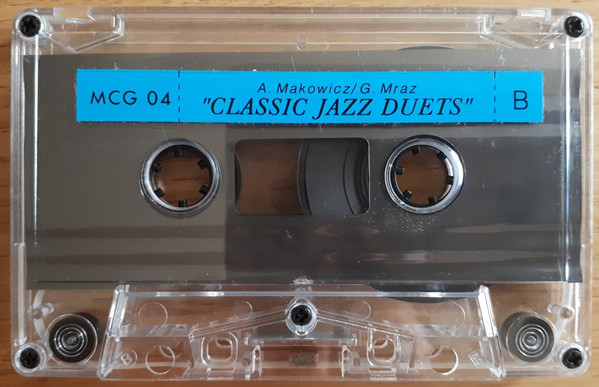 MCG 04
A. Makowicz/G. Mraz
"CLASSIC JAZZ DUETS"
B
B